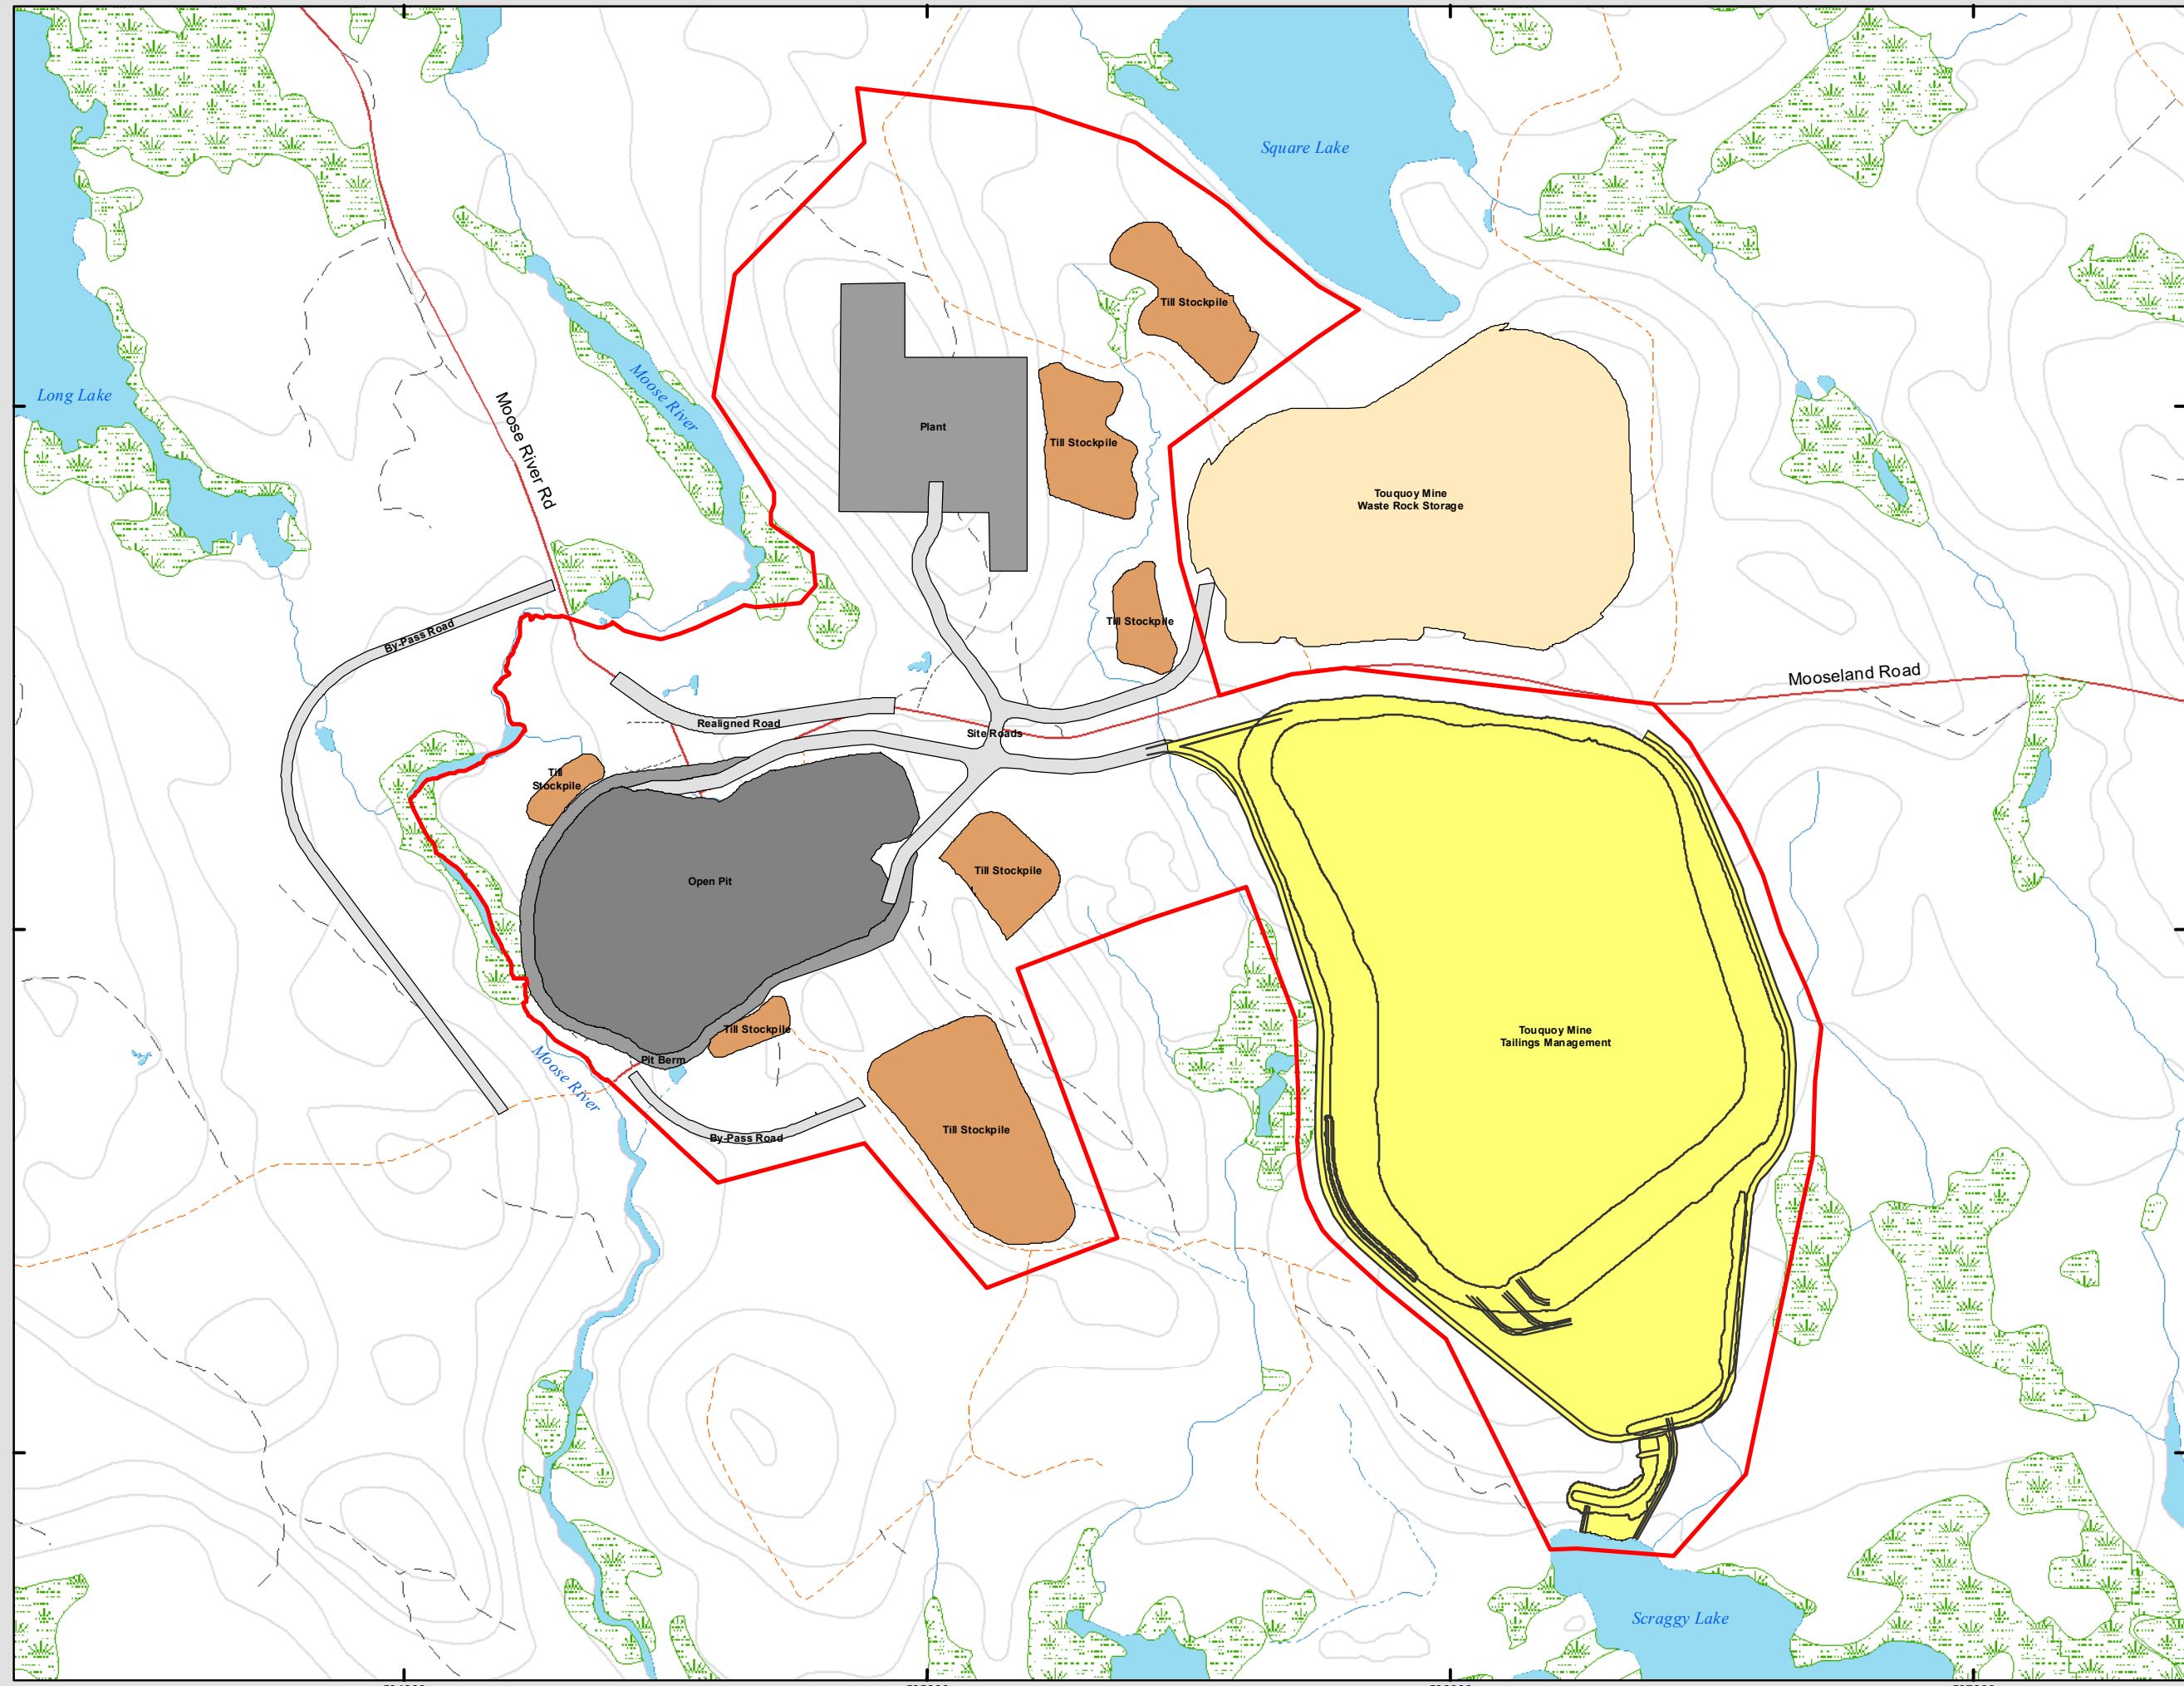 Square Lake
Till Stockpile
Long Lake
Moose River
Moose River Rd
Plant
Till Stockpile
Touquoy Mine
Waste Rock Storage
Till Stockpile
By-Pass Road
Mooseland Road
Realigned Road
Site Roads
Till
Stockpile
Open Pit
Till Stockpile
Till Stockpile
Touquoy Mine
Tailings Management
Pit Berm
Moose River
Till Stockpile
By-Pass Road
Scraggy Lake